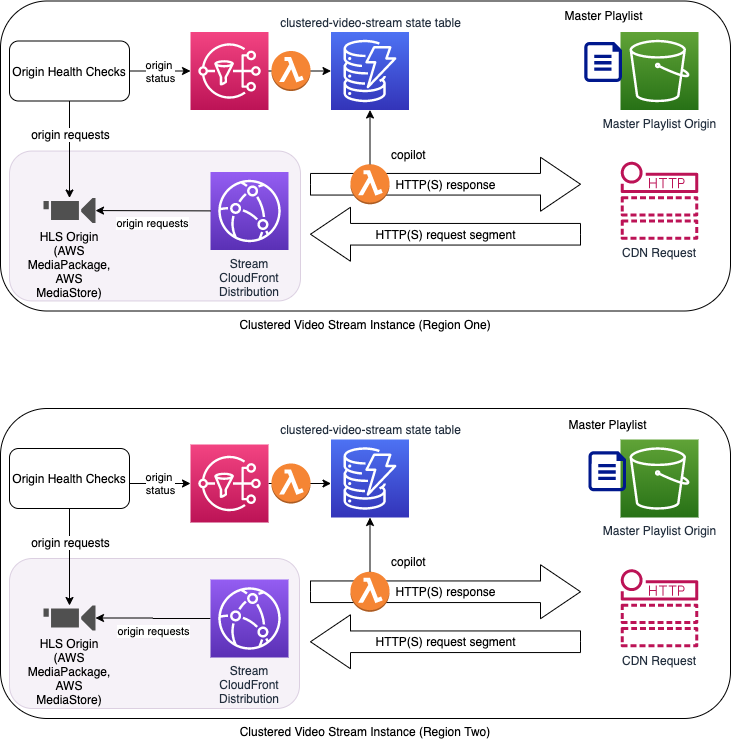 clustered-video-stream state table
Master Playlist
Origin Health Checks
origin
status
Master Playlist Origin
origin requests
copilot
HTTP(S) response
HTTP
origin requests
HTTP(S) request segment
HLS Origin
(AWS
MediaPackage,
AWS
MediaStore)
Stream
CloudFront
Distribution
CDN Request
Clustered Video Stream Instance (Region One)
clustered-video-stream state table
Master Playlist
Origin Health Checks
origin
status
Master Playlist Origin
origin requests
copilot
HTTP(S) response
HTTP
origin requests
HTTP(S) request segment
HLS Origin
(AWS
MediaPackage,
AWS
MediaStore)
Stream
CloudFront
Distribution
CDN Request
Clustered Video Stream Instance (Region Two)